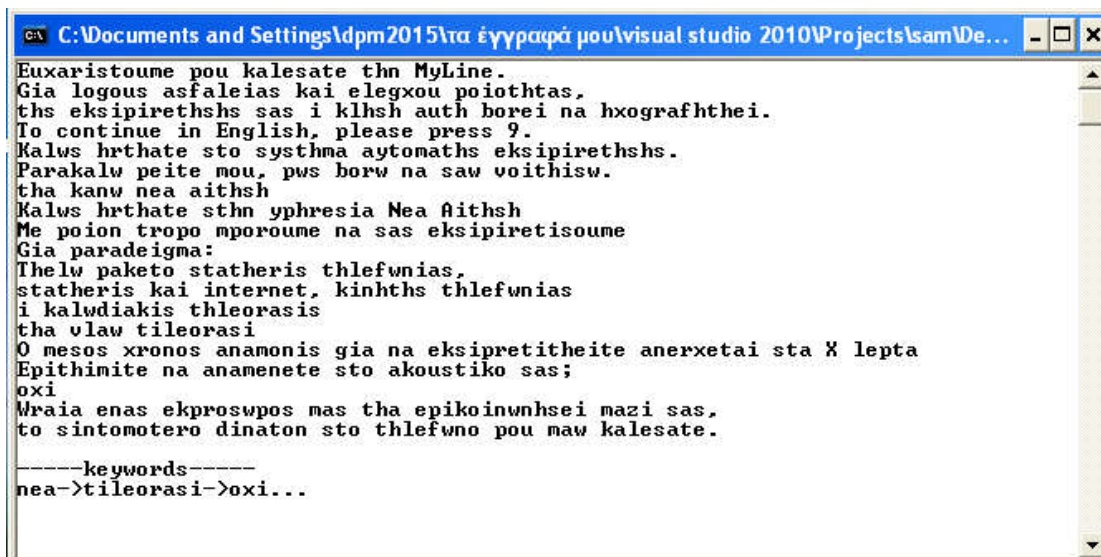 C:\Documents and Settings\dpm2015\τα έγγραφά μου\visual studio 2010\Projects\sam\De...
Euxaristoume pou kalesate thn MyLine.
Gia logous asfaleias kai elegxou poiothtas,
ths eksipirethshs sas i klhsh auth borei na hxografhthei.
To continue in English, please press 9.
Kalws hrthate sto systhma aytomaths eksipirethshs.
Parakalw peite mou, pws borw na saw voithisw.
tha kanw nea aithsh
Kalws hrthate sthn yphresia Nea Aithsh
Me poion tropo mporoume na sas eksipiretisoume
Gia paradeigma:
Thelw paketo statheris thlefwnias,
statheris kai internet, kinhths thlefwnias
i kalwdiakis thleorasis
tha vlaw tileorasi
O mesos xronos anamonis gia na eksipretitheite anerxetai sta X lepta
Epithimite na anamenete sto akoustiko sas;
oxi
Wraia enas ekproswpos mas tha epikoinwnhsei mazi sas,
to sintomotero dinaton sto thlefwno pou maw kalesate.
-----keywords-----
nea->tileorasi->oxi...